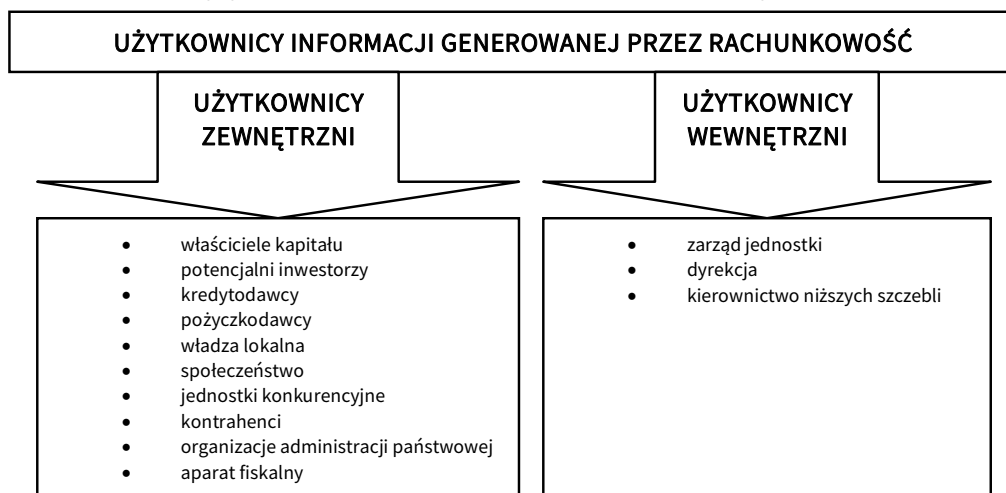 UŻYTKOWNICY INFORMACJI GENEROWANEJ PRZEZ RACHUNKOWOŚĆ
UŻYTKOWNICY
ZEWNĘTRZNI
UŻYTKOWNICY
WEWNĘTRZNI
• właściciele kapitału
• potencjalni inwestorzy
• kredytodawcy
• pożyczkodawcy
• władza lokalna
• społeczeństwo
• jednostki konkurencyjne
• kontrahenci
• organizacje administracji państwowej
• aparat fiskalny
• zarząd jednostki
• dyrekcja
• kierownictwo niższych szczebli